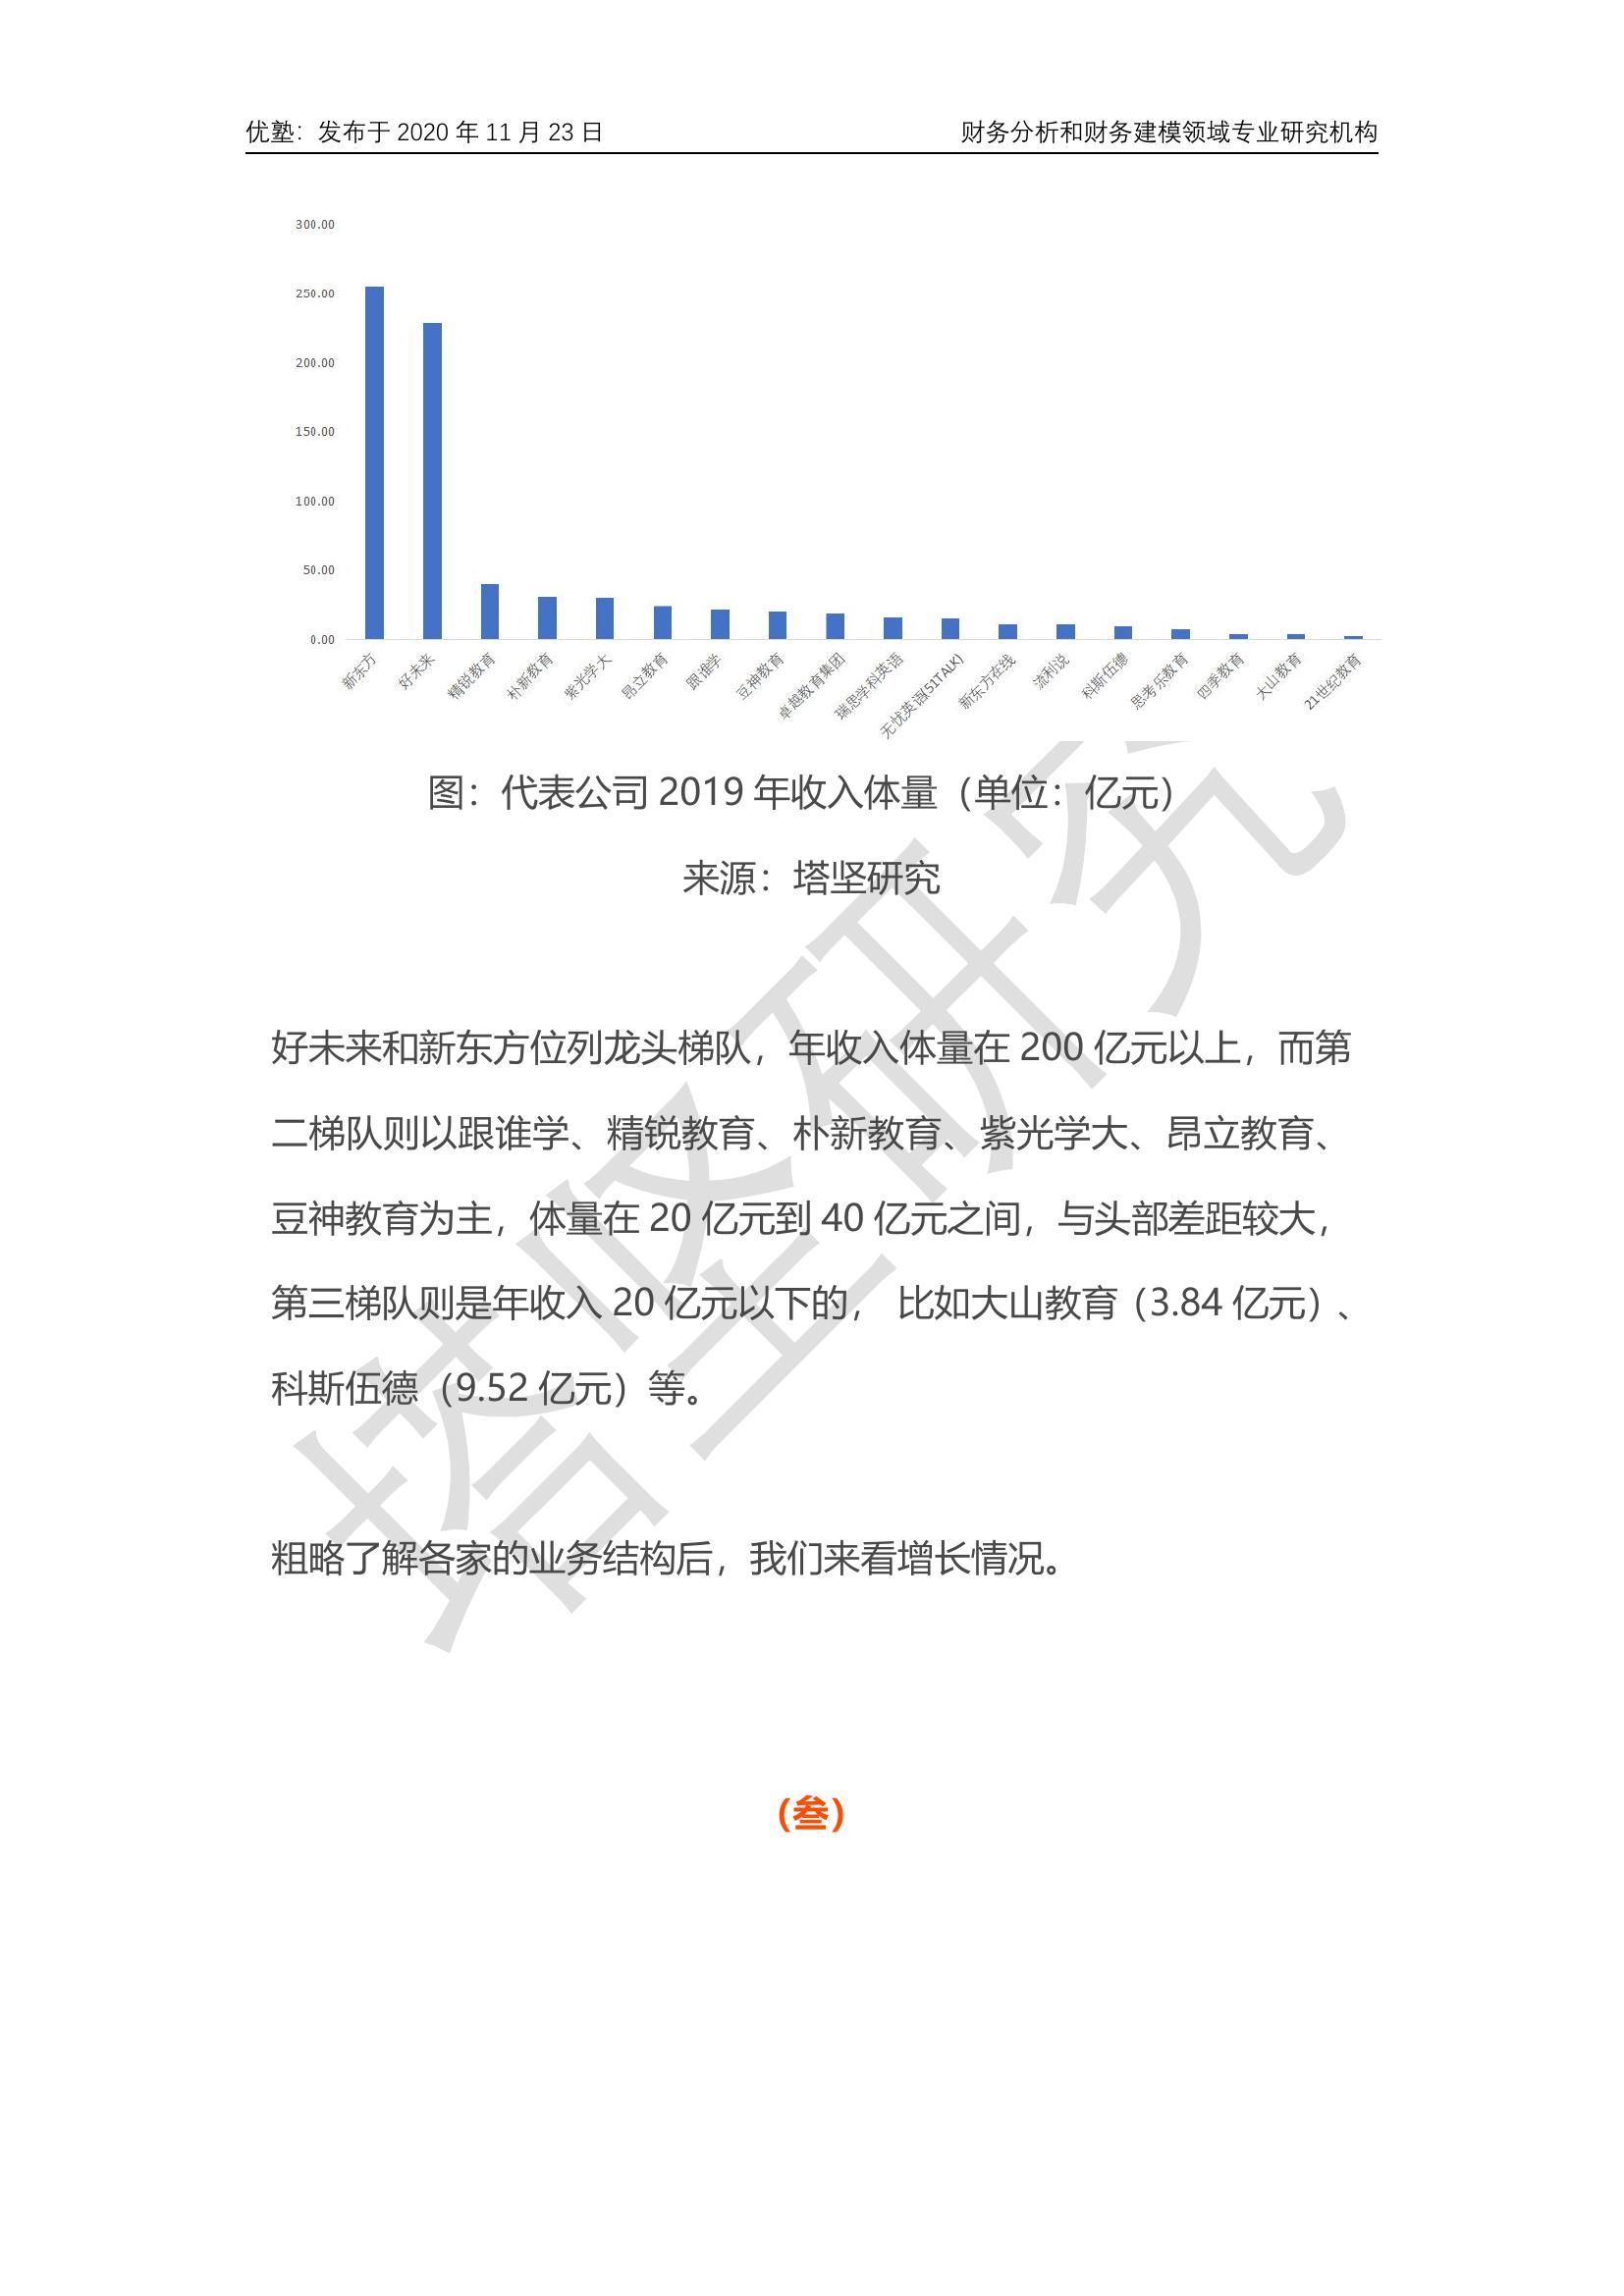 优塾：发布于 2020 年 11 月 23 日
财务分析和财务建模领域专业研究机构
300.00
250.00
200.00
150.00
100.00
50.00
0.00
新东方
好未来
精锐教育
朴新教育
紫光学大
昂立教育
跟谁学
豆神教育
卓越教育集团
瑞思学科英语
无忧英语(51TALK)
新东方在线
流利说
科斯伍德
思考乐教育
四季教育
大山教育
21世纪教育
图：代表公司 2019 年收入体量（单位：亿元）
来源：塔坚研究
好未来和新东方位列龙头梯队，年收入体量在 200 亿元以上，而第
二梯队则以跟谁学、精锐教育、朴新教育、紫光学大、昂立教育、
豆神教育为主，体量在 20 亿元到 40 亿元之间，与头部差距较大，
第三梯队则是年收入 20 亿元以下的， 比如大山教育（3.84 亿元）、
科斯伍德（9.52 亿元）等。
粗略了解各家的业务结构后，我们来看增长情况。
（叁）
塔坚研究